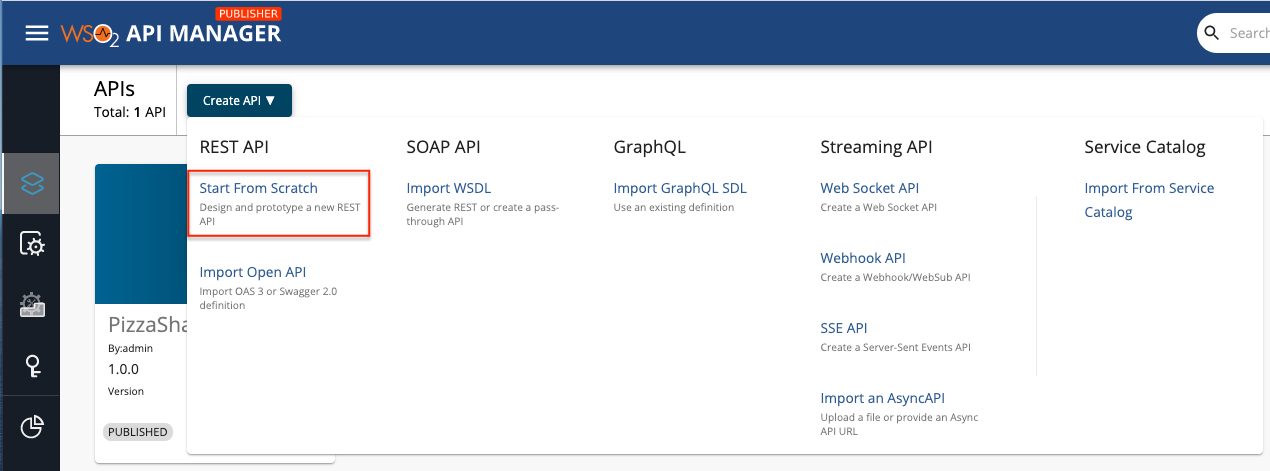 PUBLISHER
WSO2 API MANAGER
Search
APIs
Total: 1 API
Create API ▼
REST API
Start From Scratch
Design and prototype a new REST
API
Import Open API
Import OAS 3 or Swagger 2.0
definition
SOAP API
Import WSDL
Generate REST or create a pass-
through API
GraphQL
Import GraphQL SDL
Use an existing definition
Streaming API
Web Socket API
Create a Web Socket API
Webhook API
Create a Webhook/WebSub API
SSE API
Create a Server-Sent Events API
Import an AsyncAPI
Upload a file or provide an Async
API URL
Service Catalog
Import From Service
Catalog
PizzaSha
By:admin
1.0.0
Version
PUBLISHED